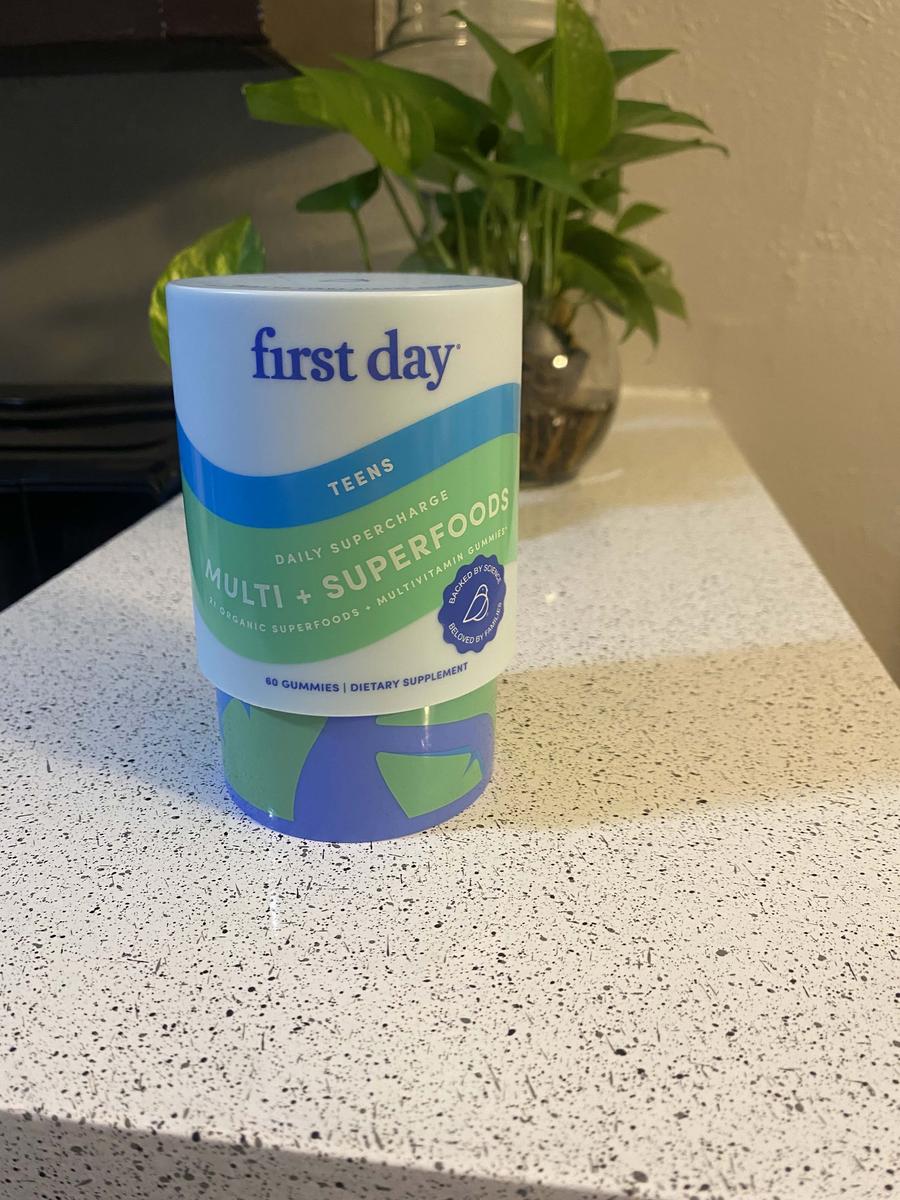 first day
TEENS
DAILY SUPERCHARGE
MULTI + SUPERFOODS
21 ORGANIC SUPERFOODS + MULTIVITAMIN GUMMIES*
BACKED BY SCIENCE
BELOVED BY FAMILIES
60 GUMMIES | DIETARY SUPPLEMENT